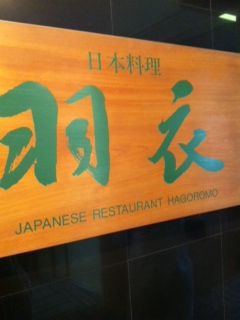 日本料理
羽衣
JAPANESE RESTAURANT HAGOROMO